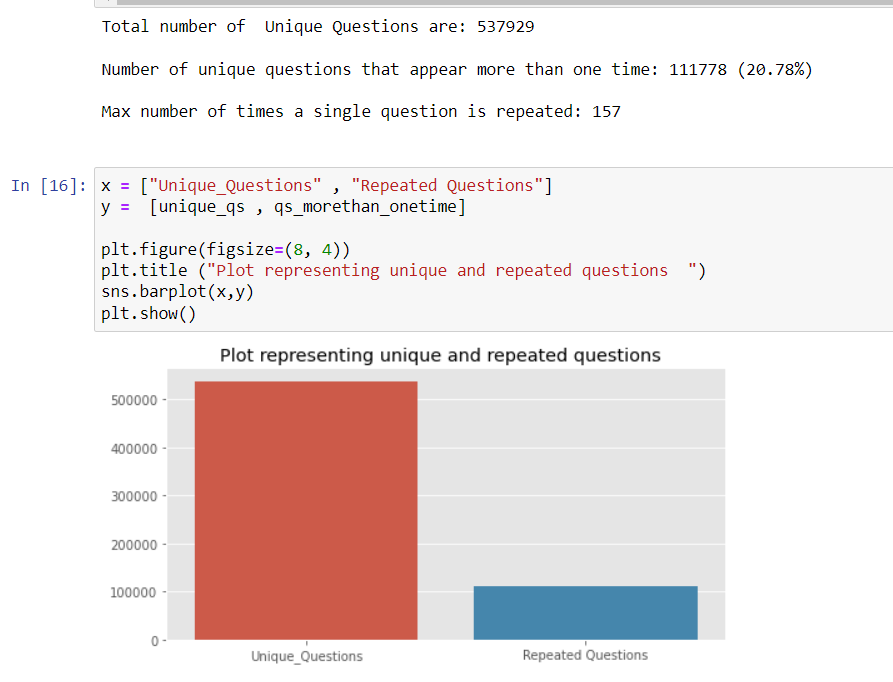 Total number of  Unique Questions are: 537929
Number of unique questions that appear more than one time: 111778 (20.78%)
Max number of times a single question is repeated: 157
In [16]: x = ["Unique_Questions" , "Repeated Questions"]
y =  [unique_qs , qs_morethan_onetime]
plt.figure(figsize=(8, 4))
plt.title ("Plot representing unique and repeated questions  ")
sns.barplot(x,y)
plt.show()
Plot representing unique and repeated questions
500000
400000
300000
200000
100000
0
Unique_Questions Repeated Questions